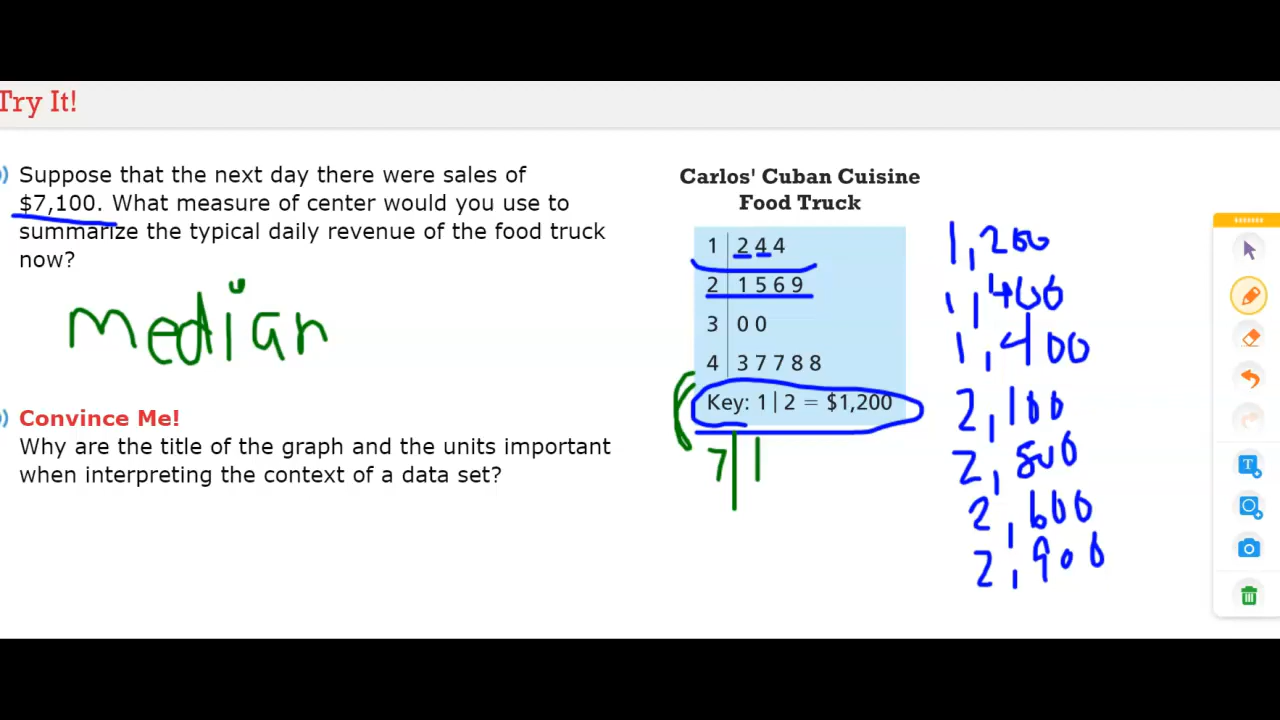 Try It!
Suppose that the next day there were sales of
$7,100. What measure of center would you use to
summarize the typical daily revenue of the food truck
now?
median
Convince Me!
Why are the title of the graph and the units important
when interpreting the context of a data set?
Carlos' Cuban Cuisine
Food Truck
1 | 2 4 4
2 | 1 5 6 9
3 | 0 0
4 | 3 7 7 8 8
Key: 1 | 2 = $1,200
7 | 1
1,200
1,400
1,400
2,100
2,500
2,600
2,900
T